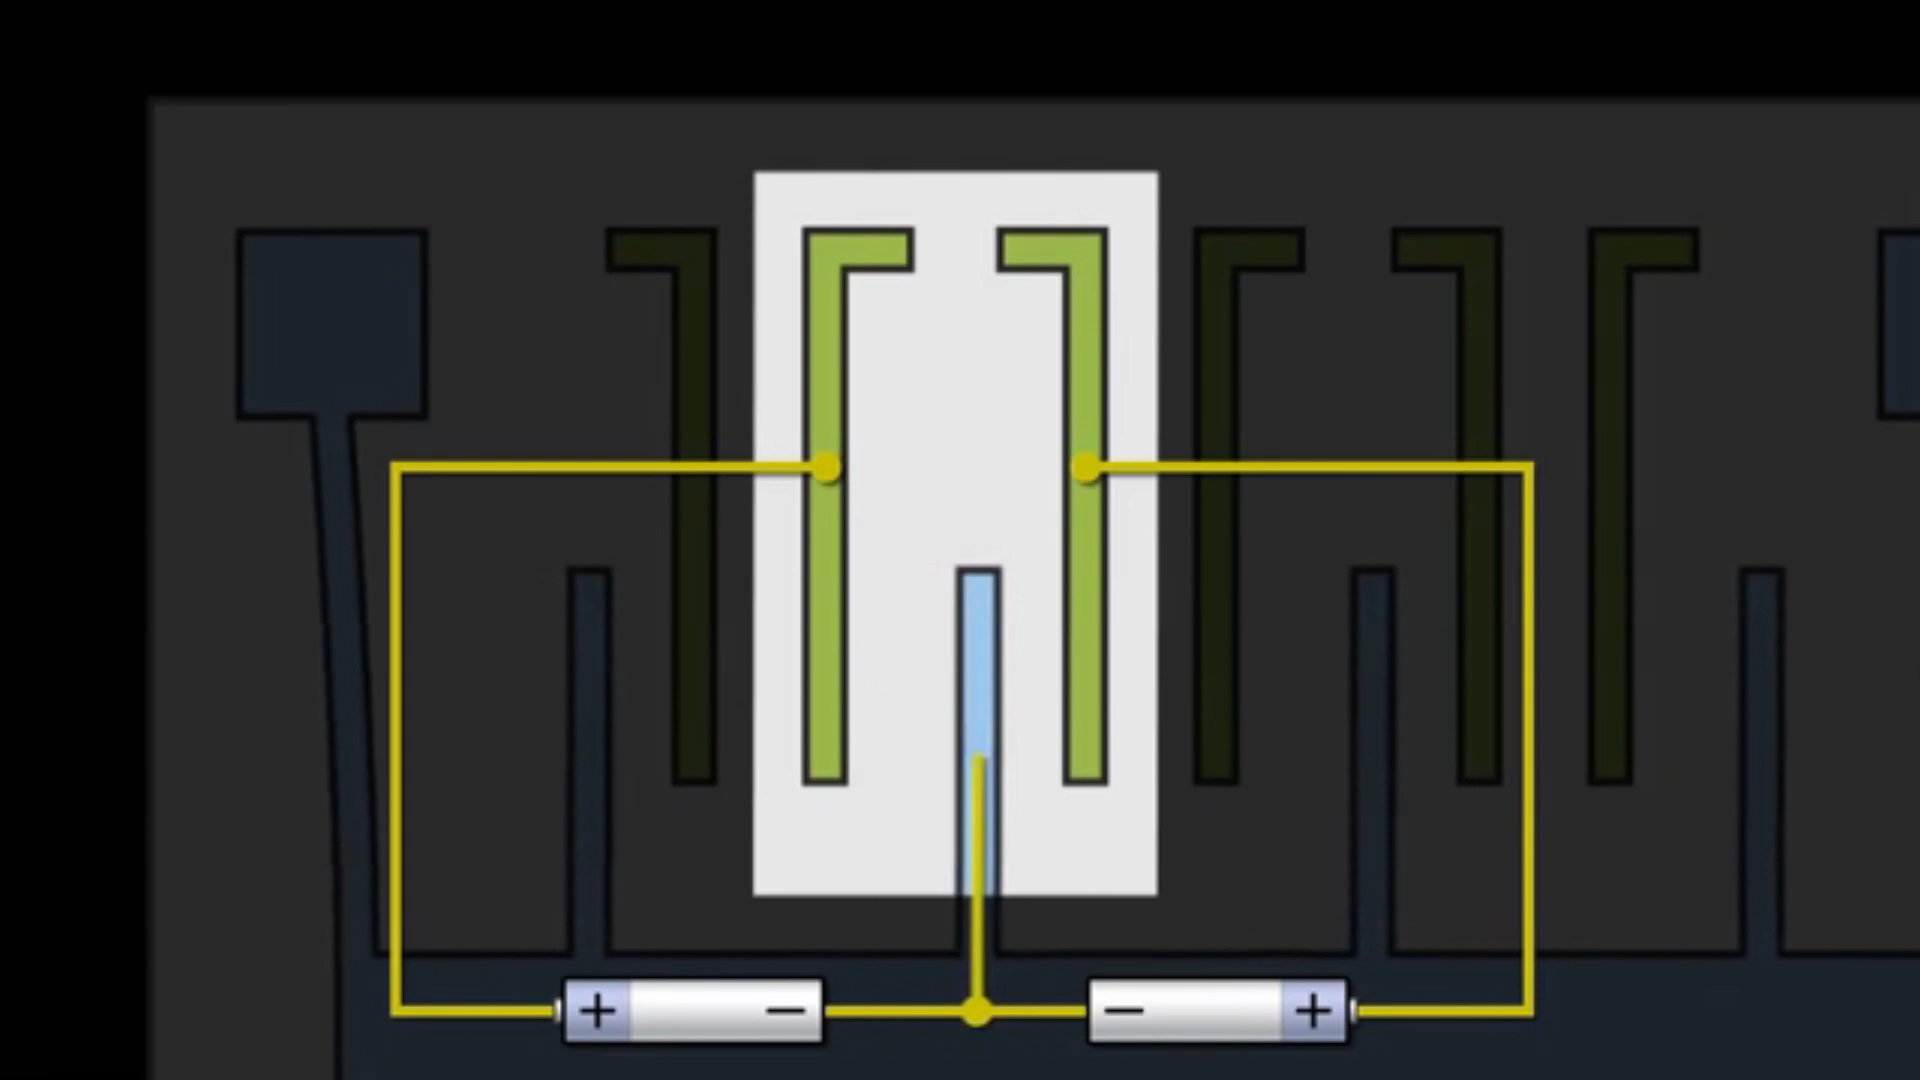 + − − +